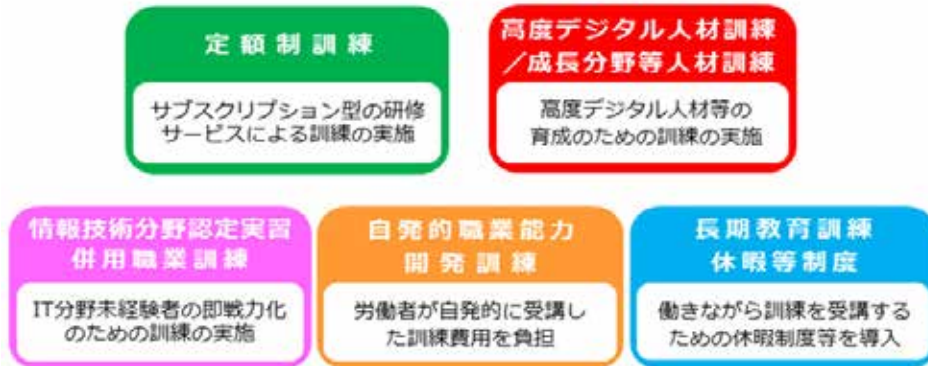 定額制訓練
サブスクリプション型の研修
サービスによる訓練の実施
高度デジタル人材訓練
／成長分野等人材訓練
高度デジタル人材等の
育成のための訓練の実施
情報技術分野認定実習
併用職業訓練
IT分野未経験者の即戦力化
のための訓練の実施
自発的職業能力
開発訓練
労働者が自発的に受講し
た訓練費用を負担
長期教育訓練
休暇等制度
働きながら訓練を受講する
ための休暇制度等を導入